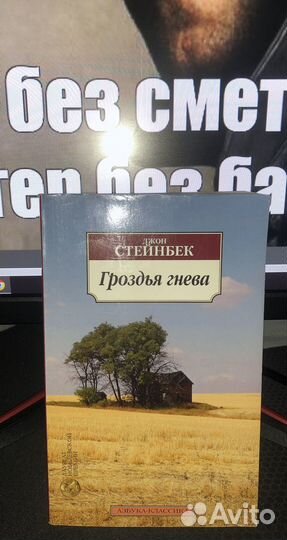 без смет
тер без ба
ДЖОН
СТЕЙНБЕК
Гроздья гнева
АЗБУКА-КЛАССИКА
Avito